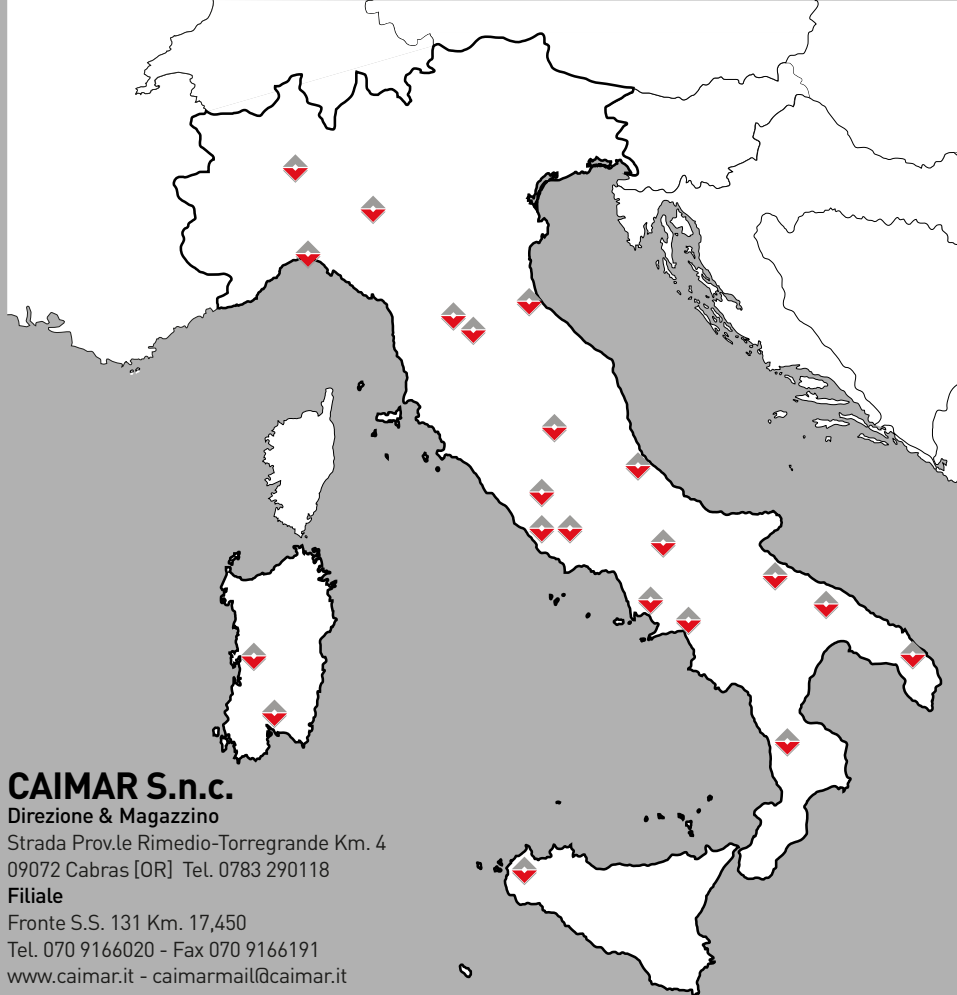 CAIMAR S.n.c.
Direzione & Magazzino
Strada Prov.le Rimedio-Torregrande Km. 4
09072 Cabras [OR] Tel. 0783 290118
Filiale
Fronte S.S. 131 Km. 17,450
Tel. 070 9166020 - Fax 070 9166191
www.caimar.it - caimarmail@caimar.it